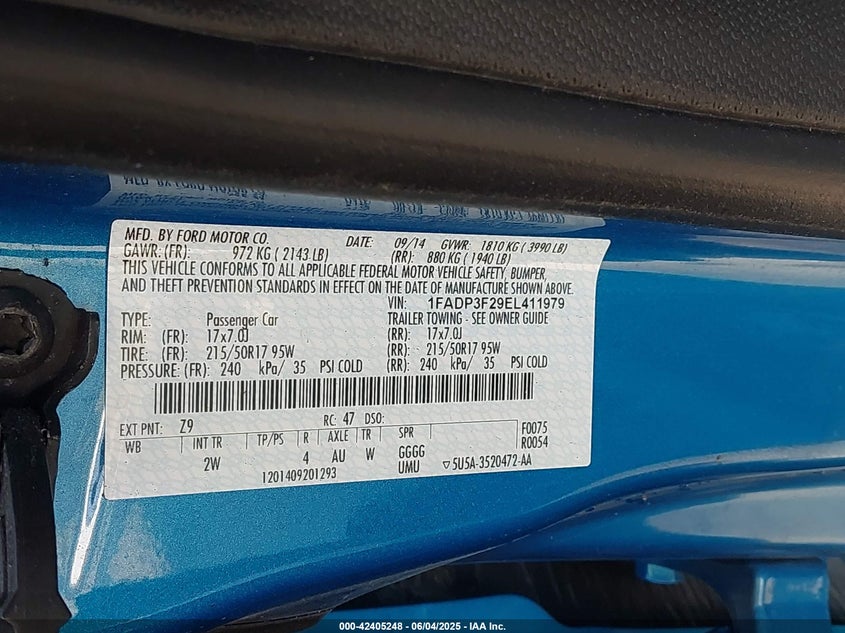 MFD. BY FORD MOTOR CO. DATE: 09/14 GVWR: 1810 KG ( 3990 LB)
GAWR: (FR): 972 KG ( 2143 LB) (RR): 880 KG ( 1940 LB)
THIS VEHICLE CONFORMS TO ALL APPLICABLE FEDERAL MOTOR VEHICLE SAFETY, BUMPER,
AND THEFT PREVENTION STANDARDS IN EFFECT ON THE DATE OF MANUFACTURE SHOWN ABOVE.
VIN: 1FADP3F29EL411979
TYPE: Passenger Car TRAILER TOWING - SEE OWNER GUIDE
RIM: (FR): 17x7.0J (RR): 17x7.0J
TIRE: (FR): 215/50R17 95W (RR): 215/50R17 95W
PRESSURE: (FR): 240 kPa/ 35 PSI COLD (RR): 240 kPa/ 35 PSI COLD
EXT PNT: Z9 RC: 47 DSO: F0075
WB INT TR TP/PS R AXLE TR SPR R0054
2W 4 AU W GGGG
UMU ▽5U5A-3520472-AA
1201409201293
000-42405248 - 06/04/2025 - IAA Inc.